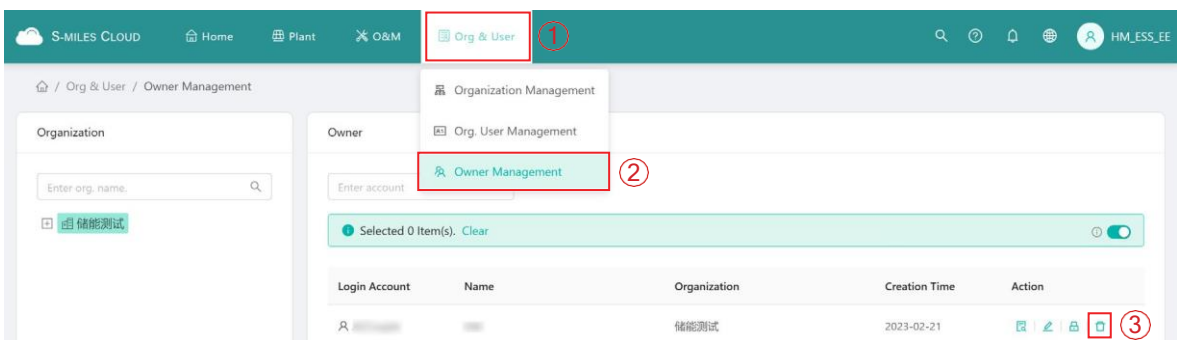 S-MILES CLOUD Home Plant O&M Org & User ① HM_ESS_EE
/ Org & User / Owner Management
Organization Management
Organization Owner Org. User Management
Owner Management ②
Enter org. name. Enter account
储能测试
Selected 0 Item(s). Clear
Login Account Name Organization Creation Time Action
储能测试 2023-02-21 ③